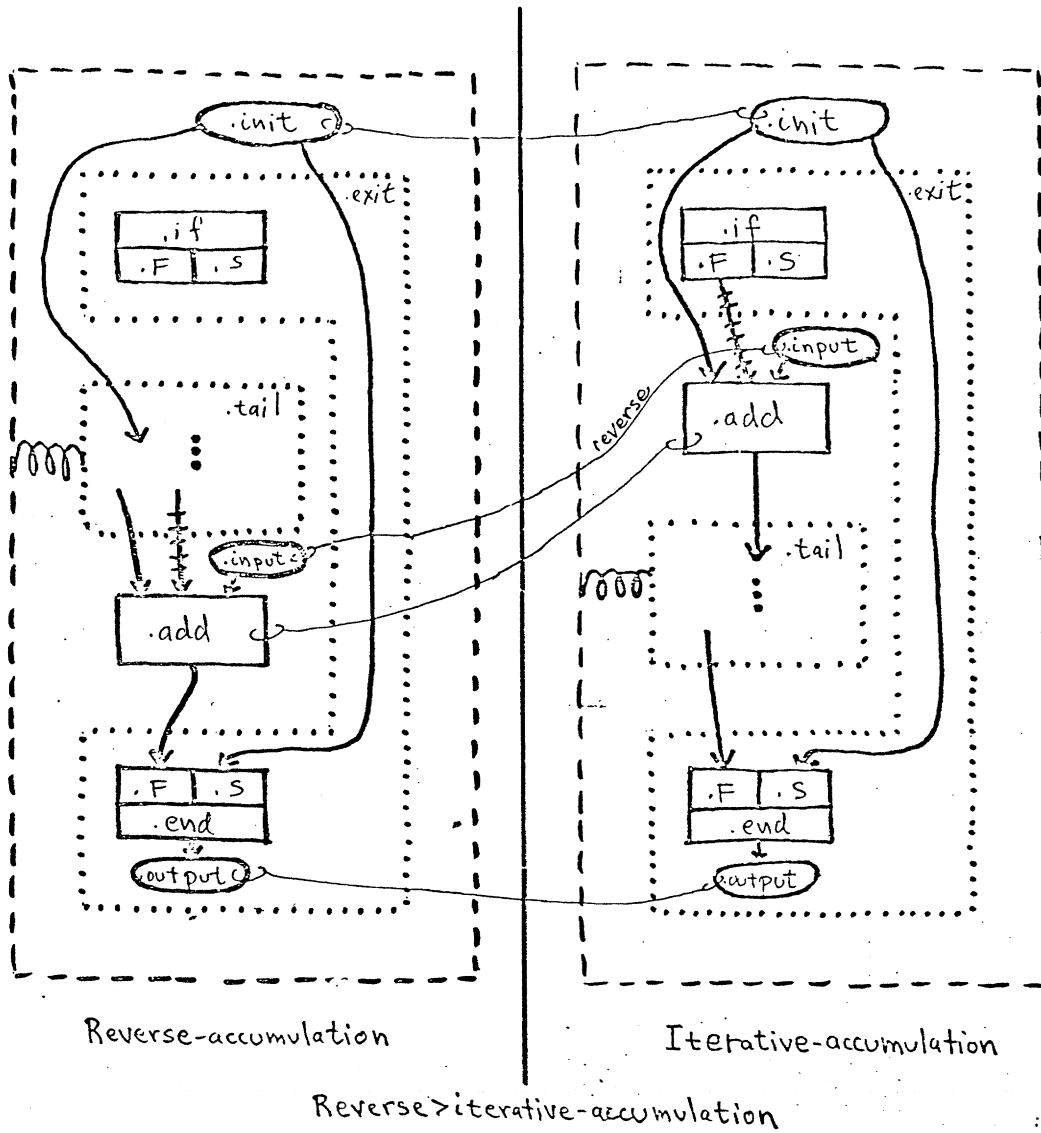 .init
.exit
.if
.F .S
.tail
.input
.add
.F .S
.end
output
.init
.exit
.if
.F .S
.input
reverse
.add
.tail
.F .S
.end
.output
Reverse-accumulation
Iterative-accumulation
Reverse>iterative-accumulation